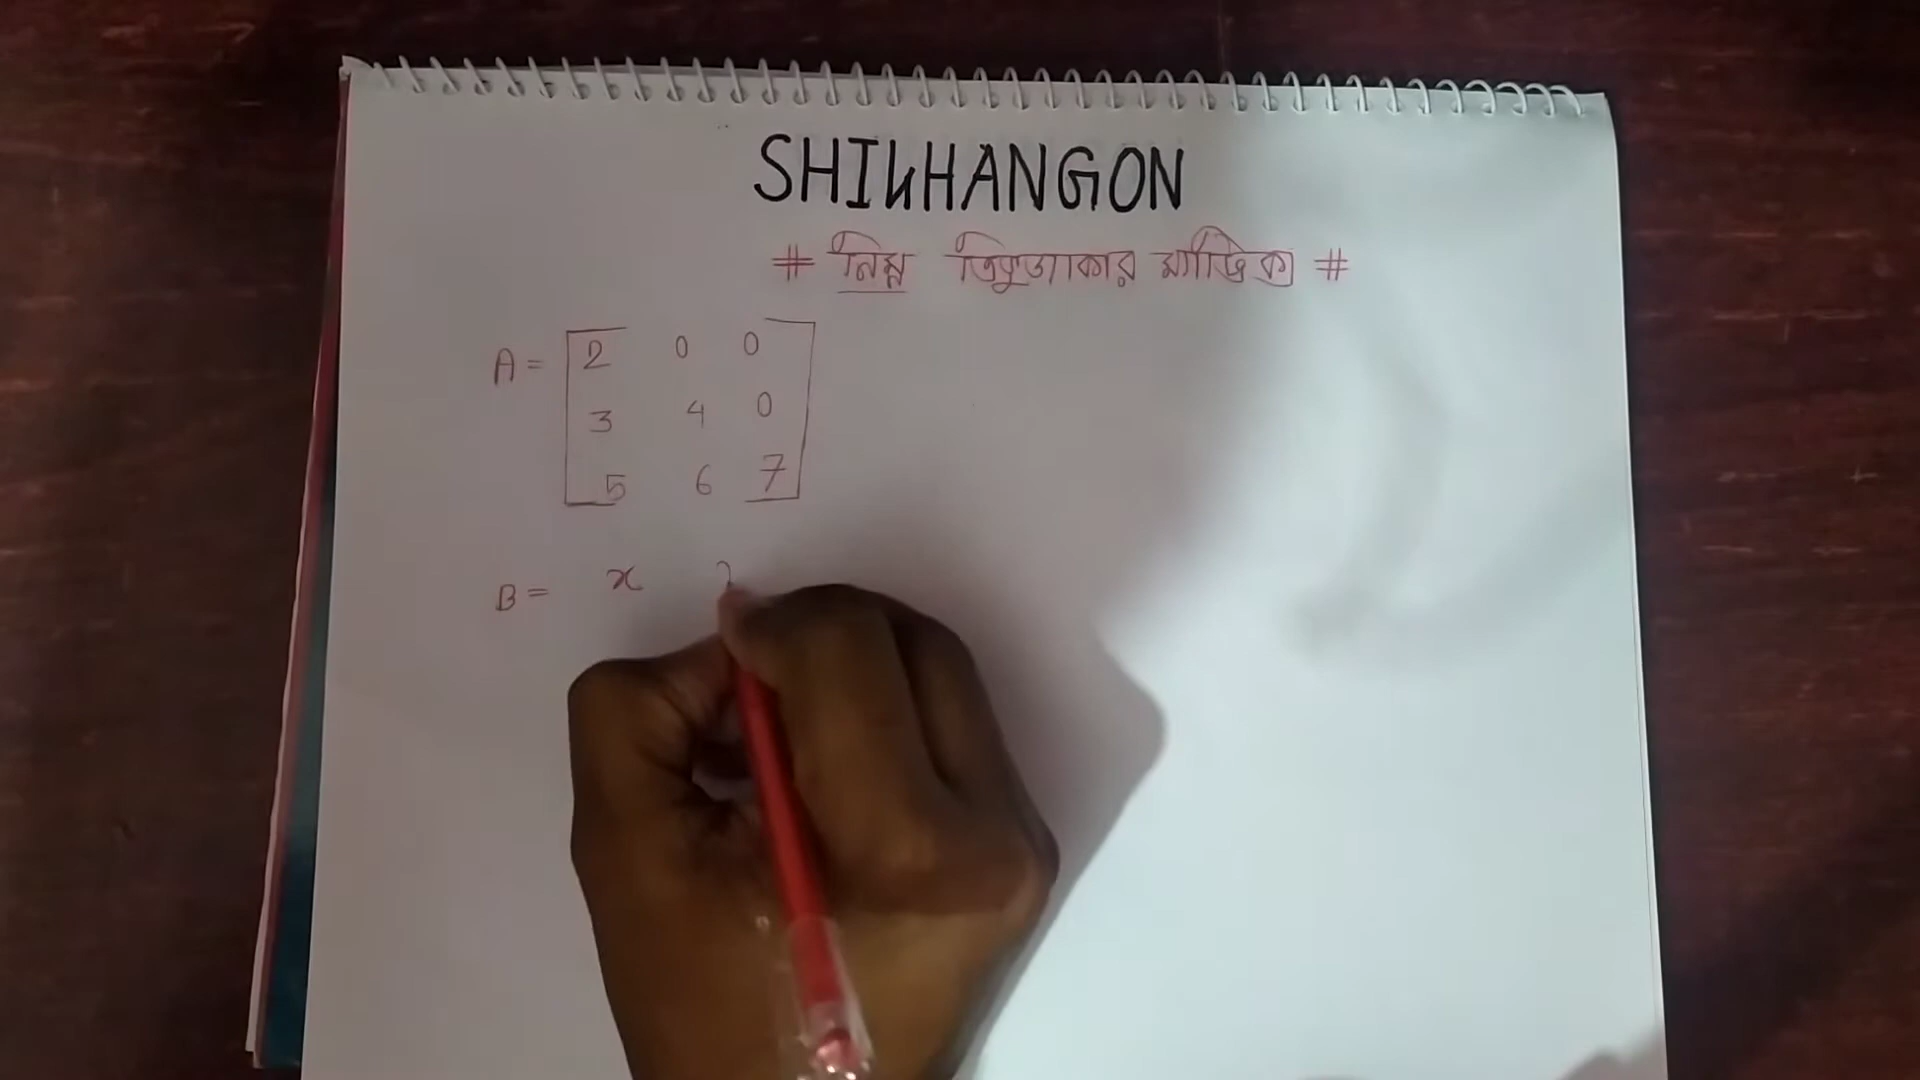 SHIKHANGON
# নিম্ন ত্রিভুজাকার ম্যাট্রিক্স #
A = [2 0 0
3 4 0
5 6 7]
B = x